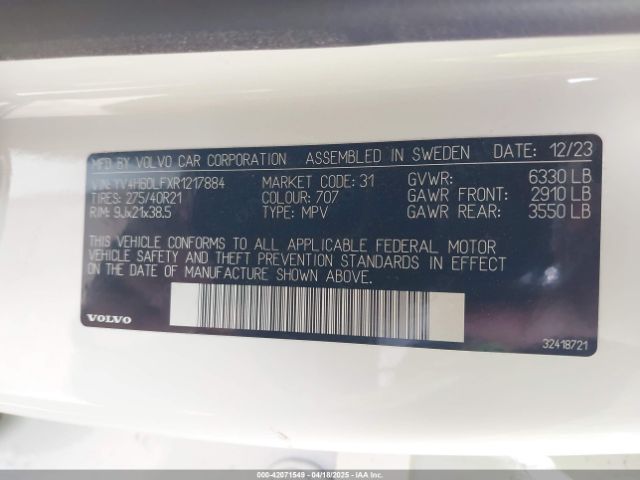 MFD BY VOLVO CAR CORPORATION ASSEMBLED IN SWEDEN DATE: 12/23
VIN: YV4H60LFXR1217884 MARKET CODE: 31 GVWR: 6330 LB
TIRES: 275/40R21 COLOUR: 707 GAWR FRONT: 2910 LB
RIM: 9Jx21x38.5 TYPE: MPV GAWR REAR: 3550 LB
THIS VEHICLE CONFORMS TO ALL APPLICABLE FEDERAL MOTOR
VEHICLE SAFETY AND THEFT PREVENTION STANDARDS IN EFFECT
ON THE DATE OF MANUFACTURE SHOWN ABOVE.
VOLVO
32418721
000-42071549 04/18/2025 IAAI.COM